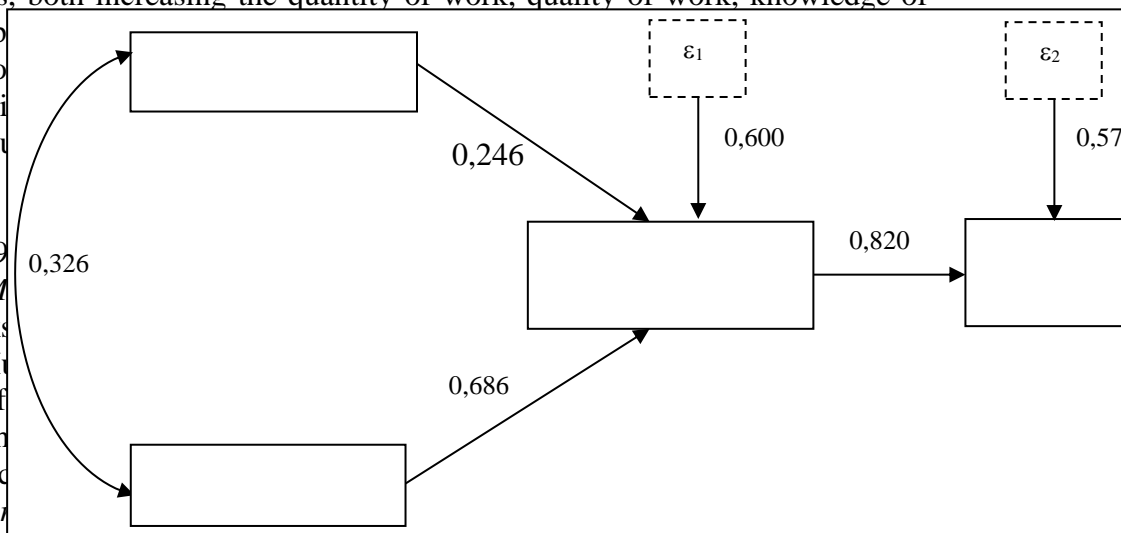 both increasing the quantity of work, quality of work, knowledge of
ε1
ε2
0,600
0,57
0,246
0,820
0,326
0,686